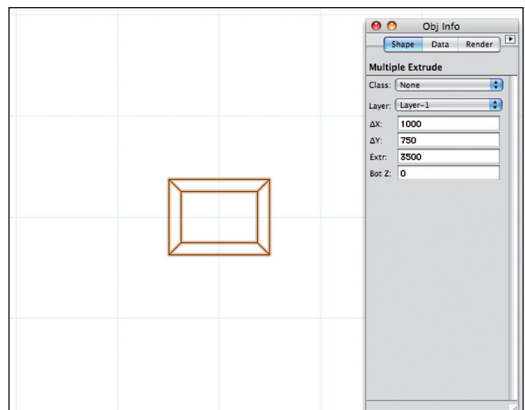 Obj Info
Shape Data Render
Multiple Extrude
Class: None
Layer: Layer-1
ΔX: 1000
ΔY: 750
Extr: 3500
Bot Z: 0